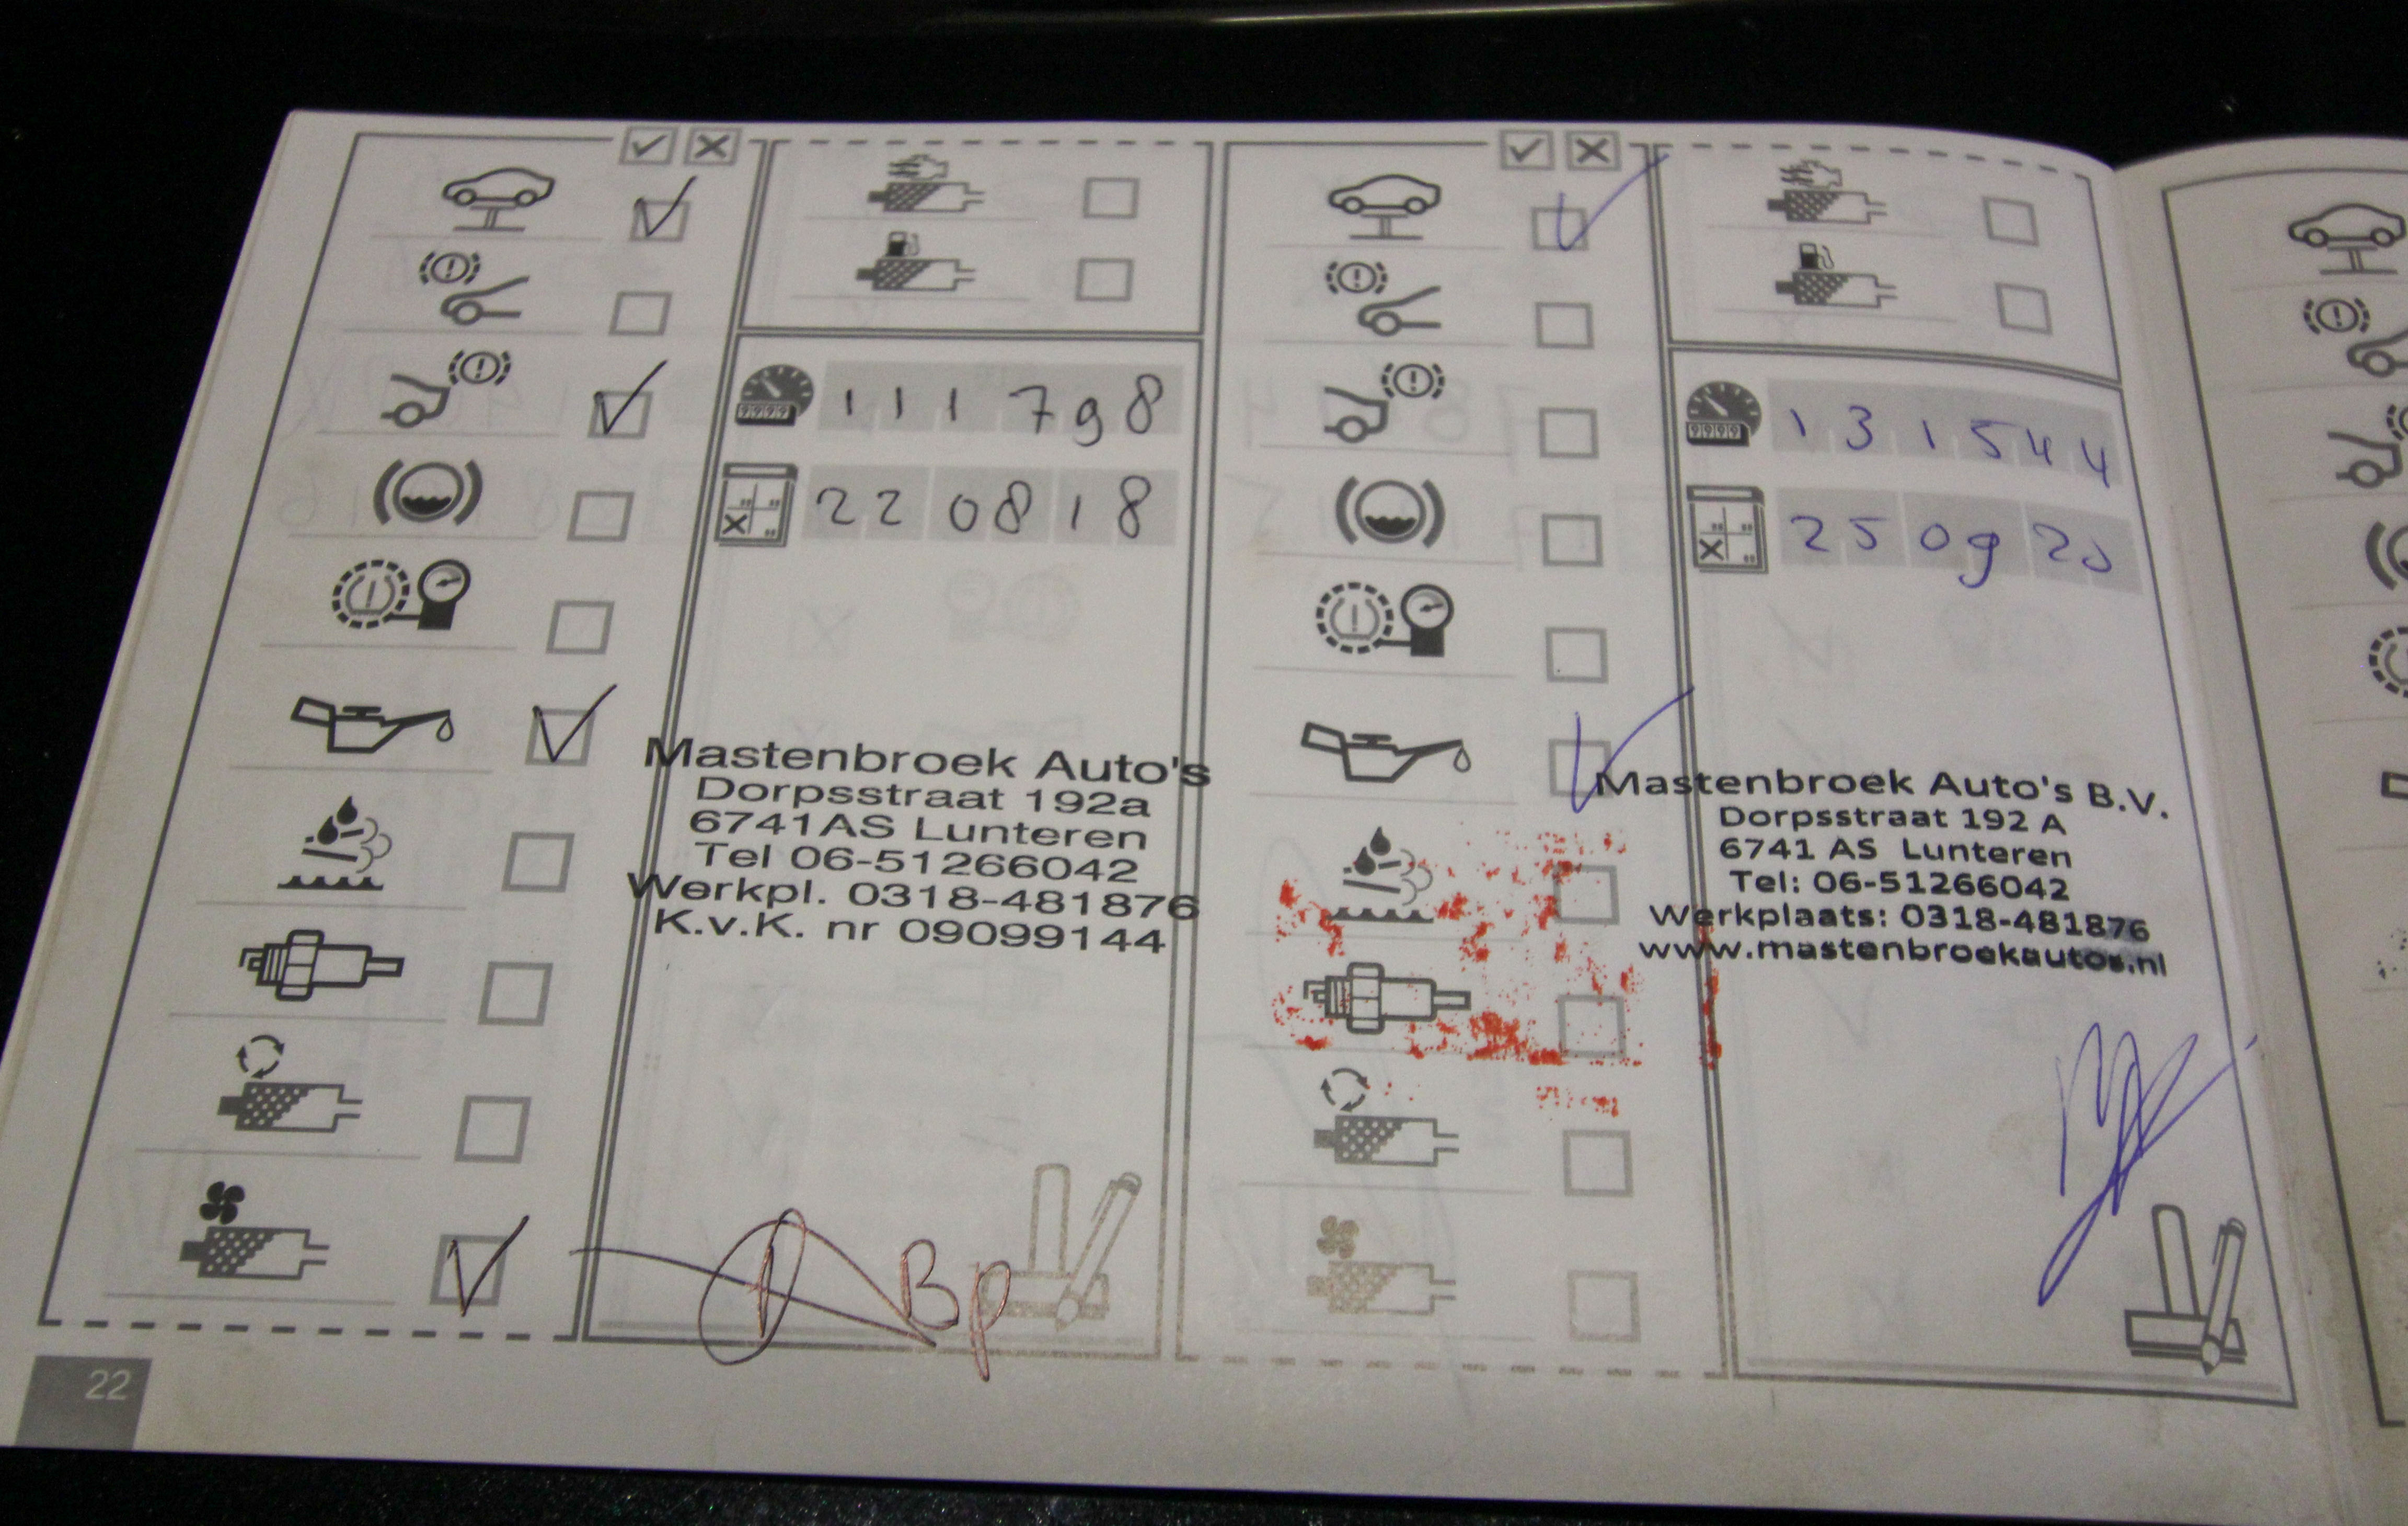 111798
220818
Mastenbroek Auto's
Dorpsstraat 192a
6741AS Lunteren
Tel 06-51266042
Werkpl. 0318-481876
K.v.K. nr 09099144
Bp
22
131544
250920
Mastenbroek Auto's B.V.
Dorpsstraat 192 A
6741 AS Lunteren
Tel: 06-51266042
Werkplaats: 0318-481876
www.mastenbroekautos.nl